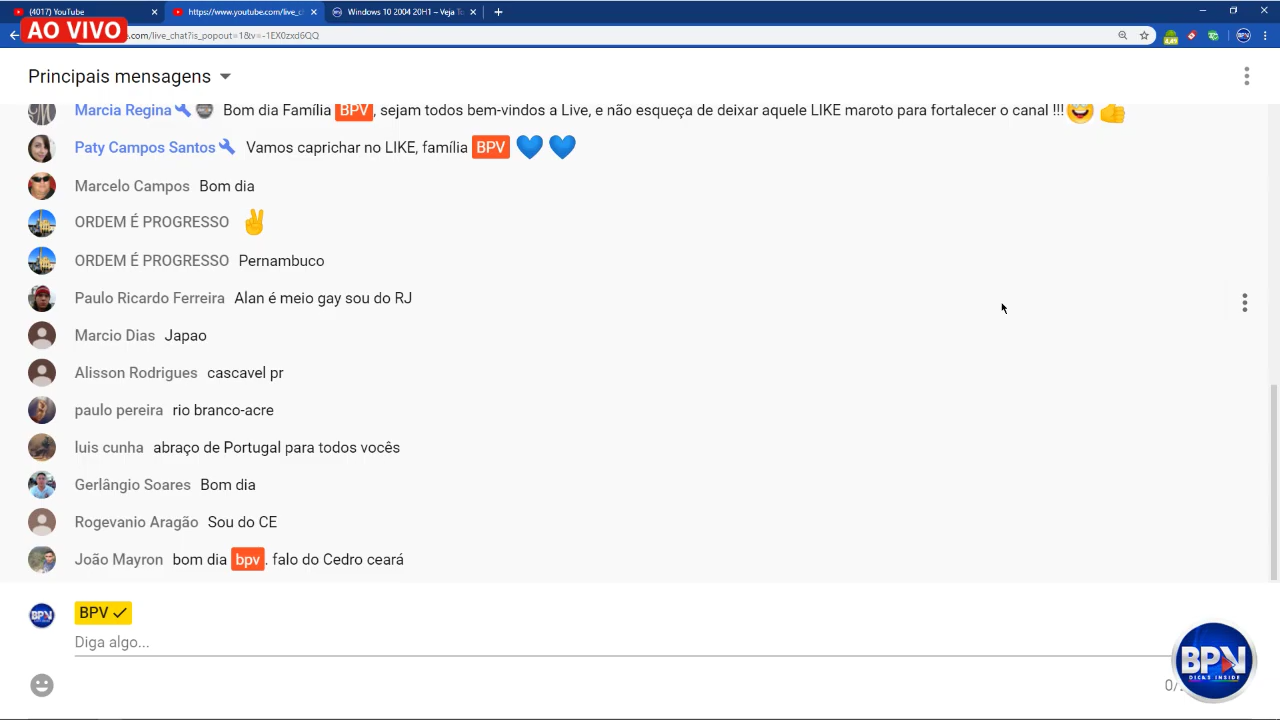 (4017) YouTube
https://www.youtube.com/live_c
Windows 10 2004 20H1 – Veja T
AO VIVO
.com/live_chat?is_popout=1&v=-1EX0zxd6QQ
Principais mensagens
Marcia Regina Bom dia Família BPV, sejam todos bem-vindos a Live, e não esqueça de deixar aquele LIKE maroto para fortalecer o canal !!!
Paty Campos Santos Vamos caprichar no LIKE, família BPV
Marcelo Campos Bom dia
ORDEM É PROGRESSO
ORDEM É PROGRESSO Pernambuco
Paulo Ricardo Ferreira Alan é meio gay sou do RJ
Marcio Dias Japao
Alisson Rodrigues cascavel pr
paulo pereira rio branco-acre
luis cunha abraço de Portugal para todos vocês
Gerlângio Soares Bom dia
Rogevanio Aragão Sou do CE
João Mayron bom dia bpv. falo do Cedro ceará
BPV
Diga algo...
0/
BPV
DICAS INSIDE